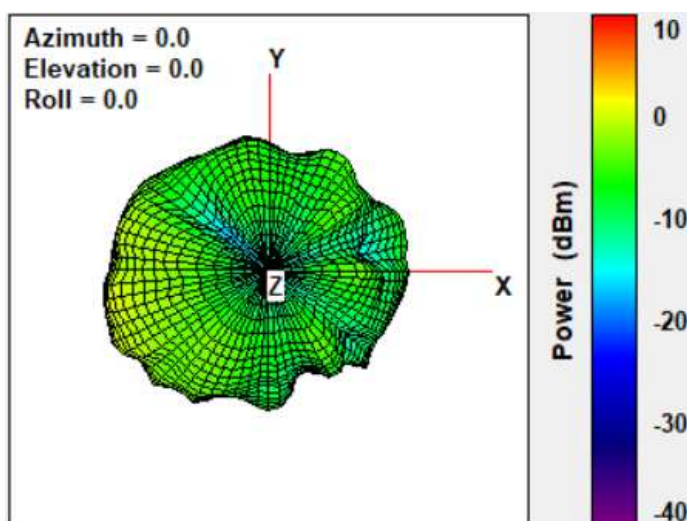 Azimuth = 0.0
Elevation = 0.0
Roll = 0.0
Y
Z
X
Power (dBm)
10
0
-10
-20
-30
-40